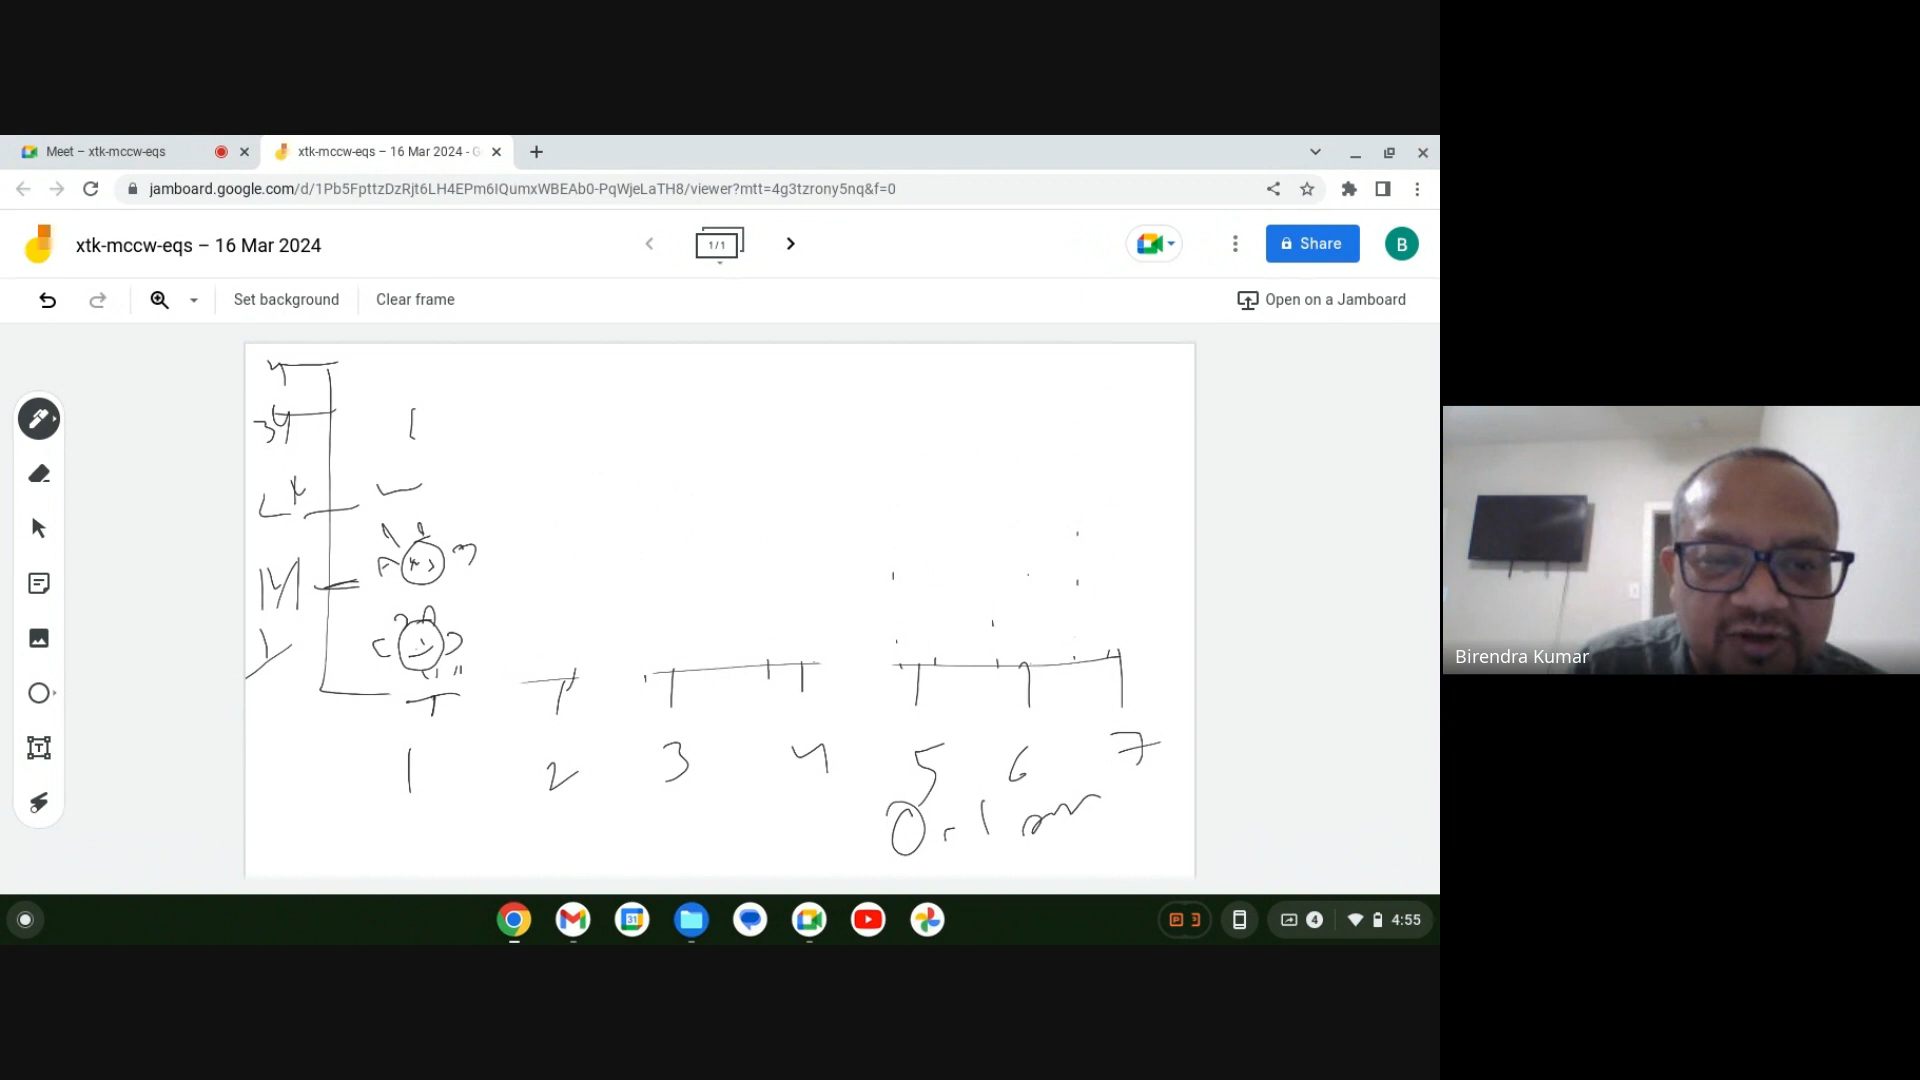 Meet – xtk-mccw-eqs
xtk-mccw-eqs – 16 Mar 2024 - G
jamboard.google.com/d/1Pb5FpttzDzRjt6LH4EPm6IQumxWBEAb0-PqWjeLaTH8/viewer?mtt=4g3tzrony5nq&f=0
xtk-mccw-eqs – 16 Mar 2024
1/1
Share
B
Set background
Clear frame
Open on a Jamboard
1 2 3 4 5 6 7
Birendra Kumar
31
4
4:55